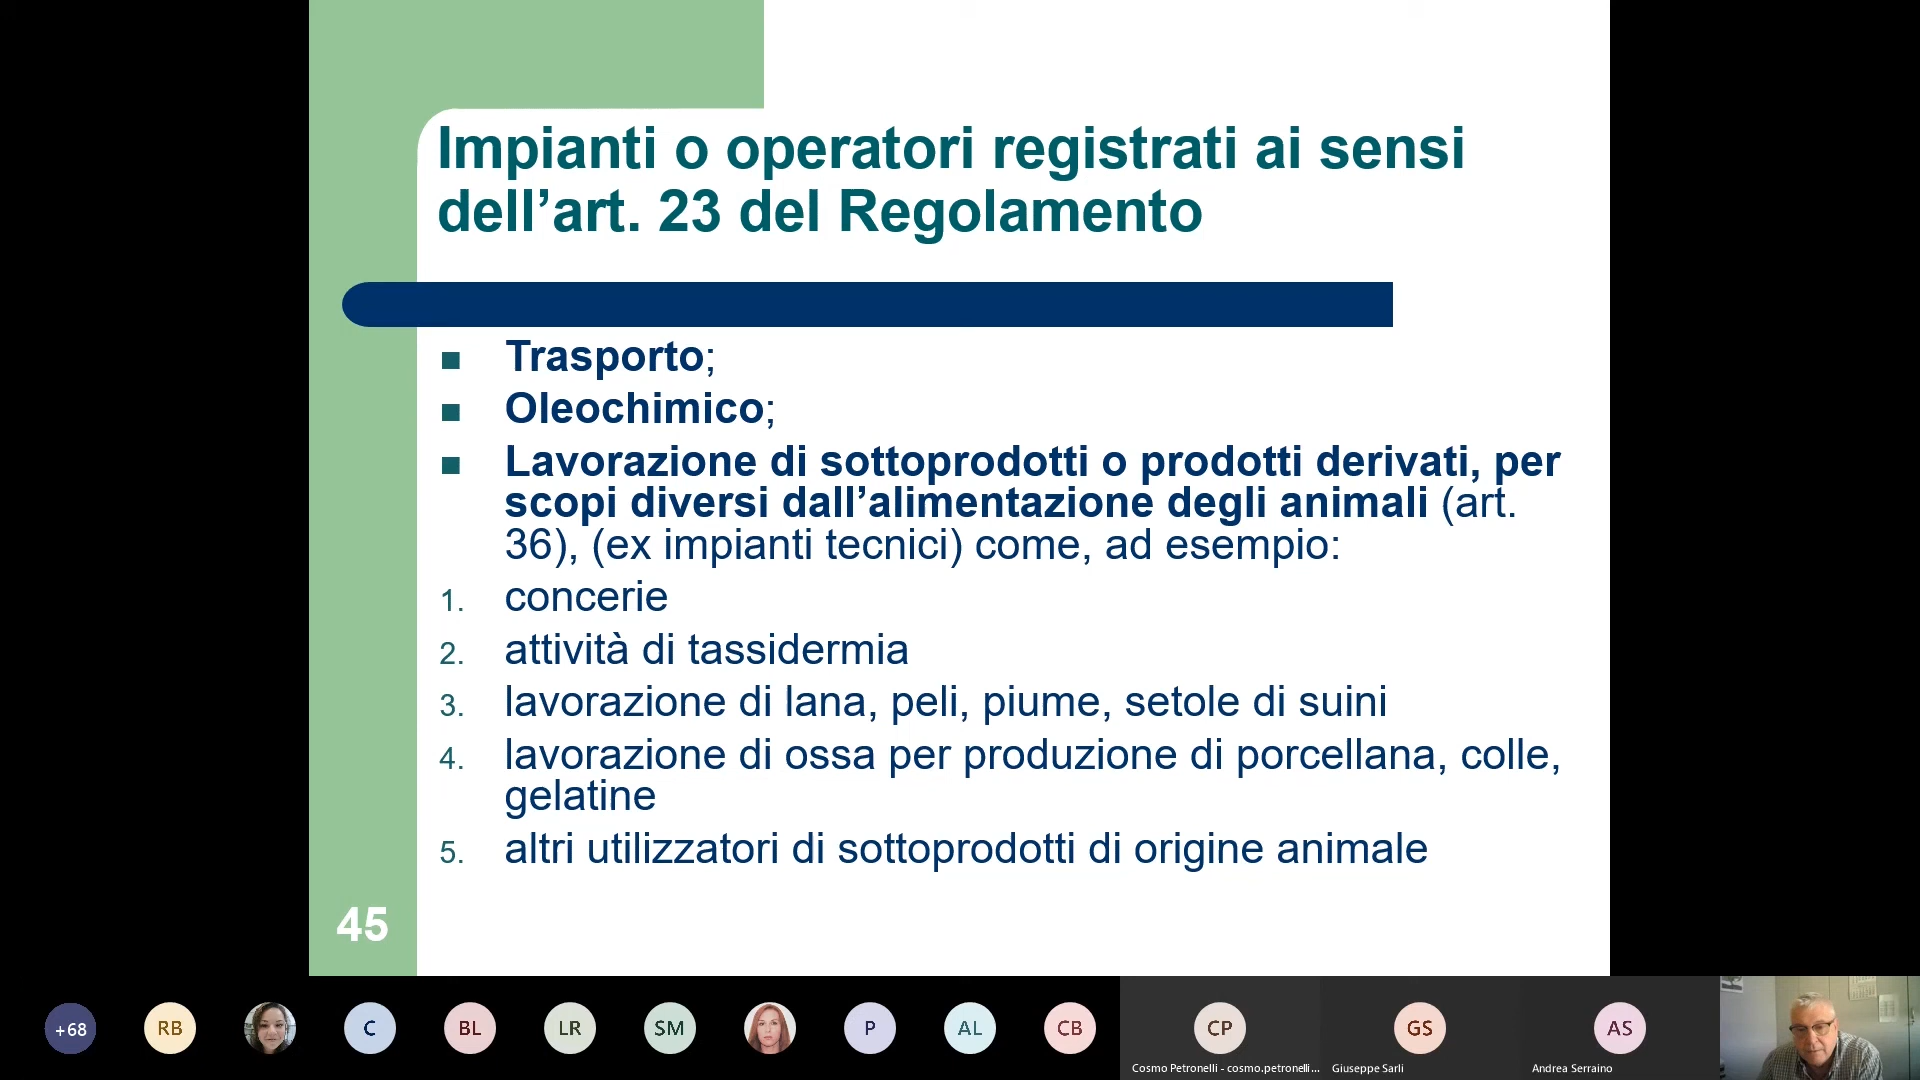 Impianti o operatori registrati ai sensi
dell’art. 23 del Regolamento
■ Trasporto;
■ Oleochimico;
■ Lavorazione di sottoprodotti o prodotti derivati, per
scopi diversi dall’alimentazione degli animali (art.
36), (ex impianti tecnici) come, ad esempio:
1. concerie
2. attività di tassidermia
3. lavorazione di lana, peli, piume, setole di suini
4. lavorazione di ossa per produzione di porcellana, colle,
gelatine
5. altri utilizzatori di sottoprodotti di origine animale
45
+68
RB
C
BL
LR
SM
P
AL
CB
CP
GS
AS
Cosmo Petronelli - cosmo.petronelli...
Giuseppe Sarli
Andrea Serraino